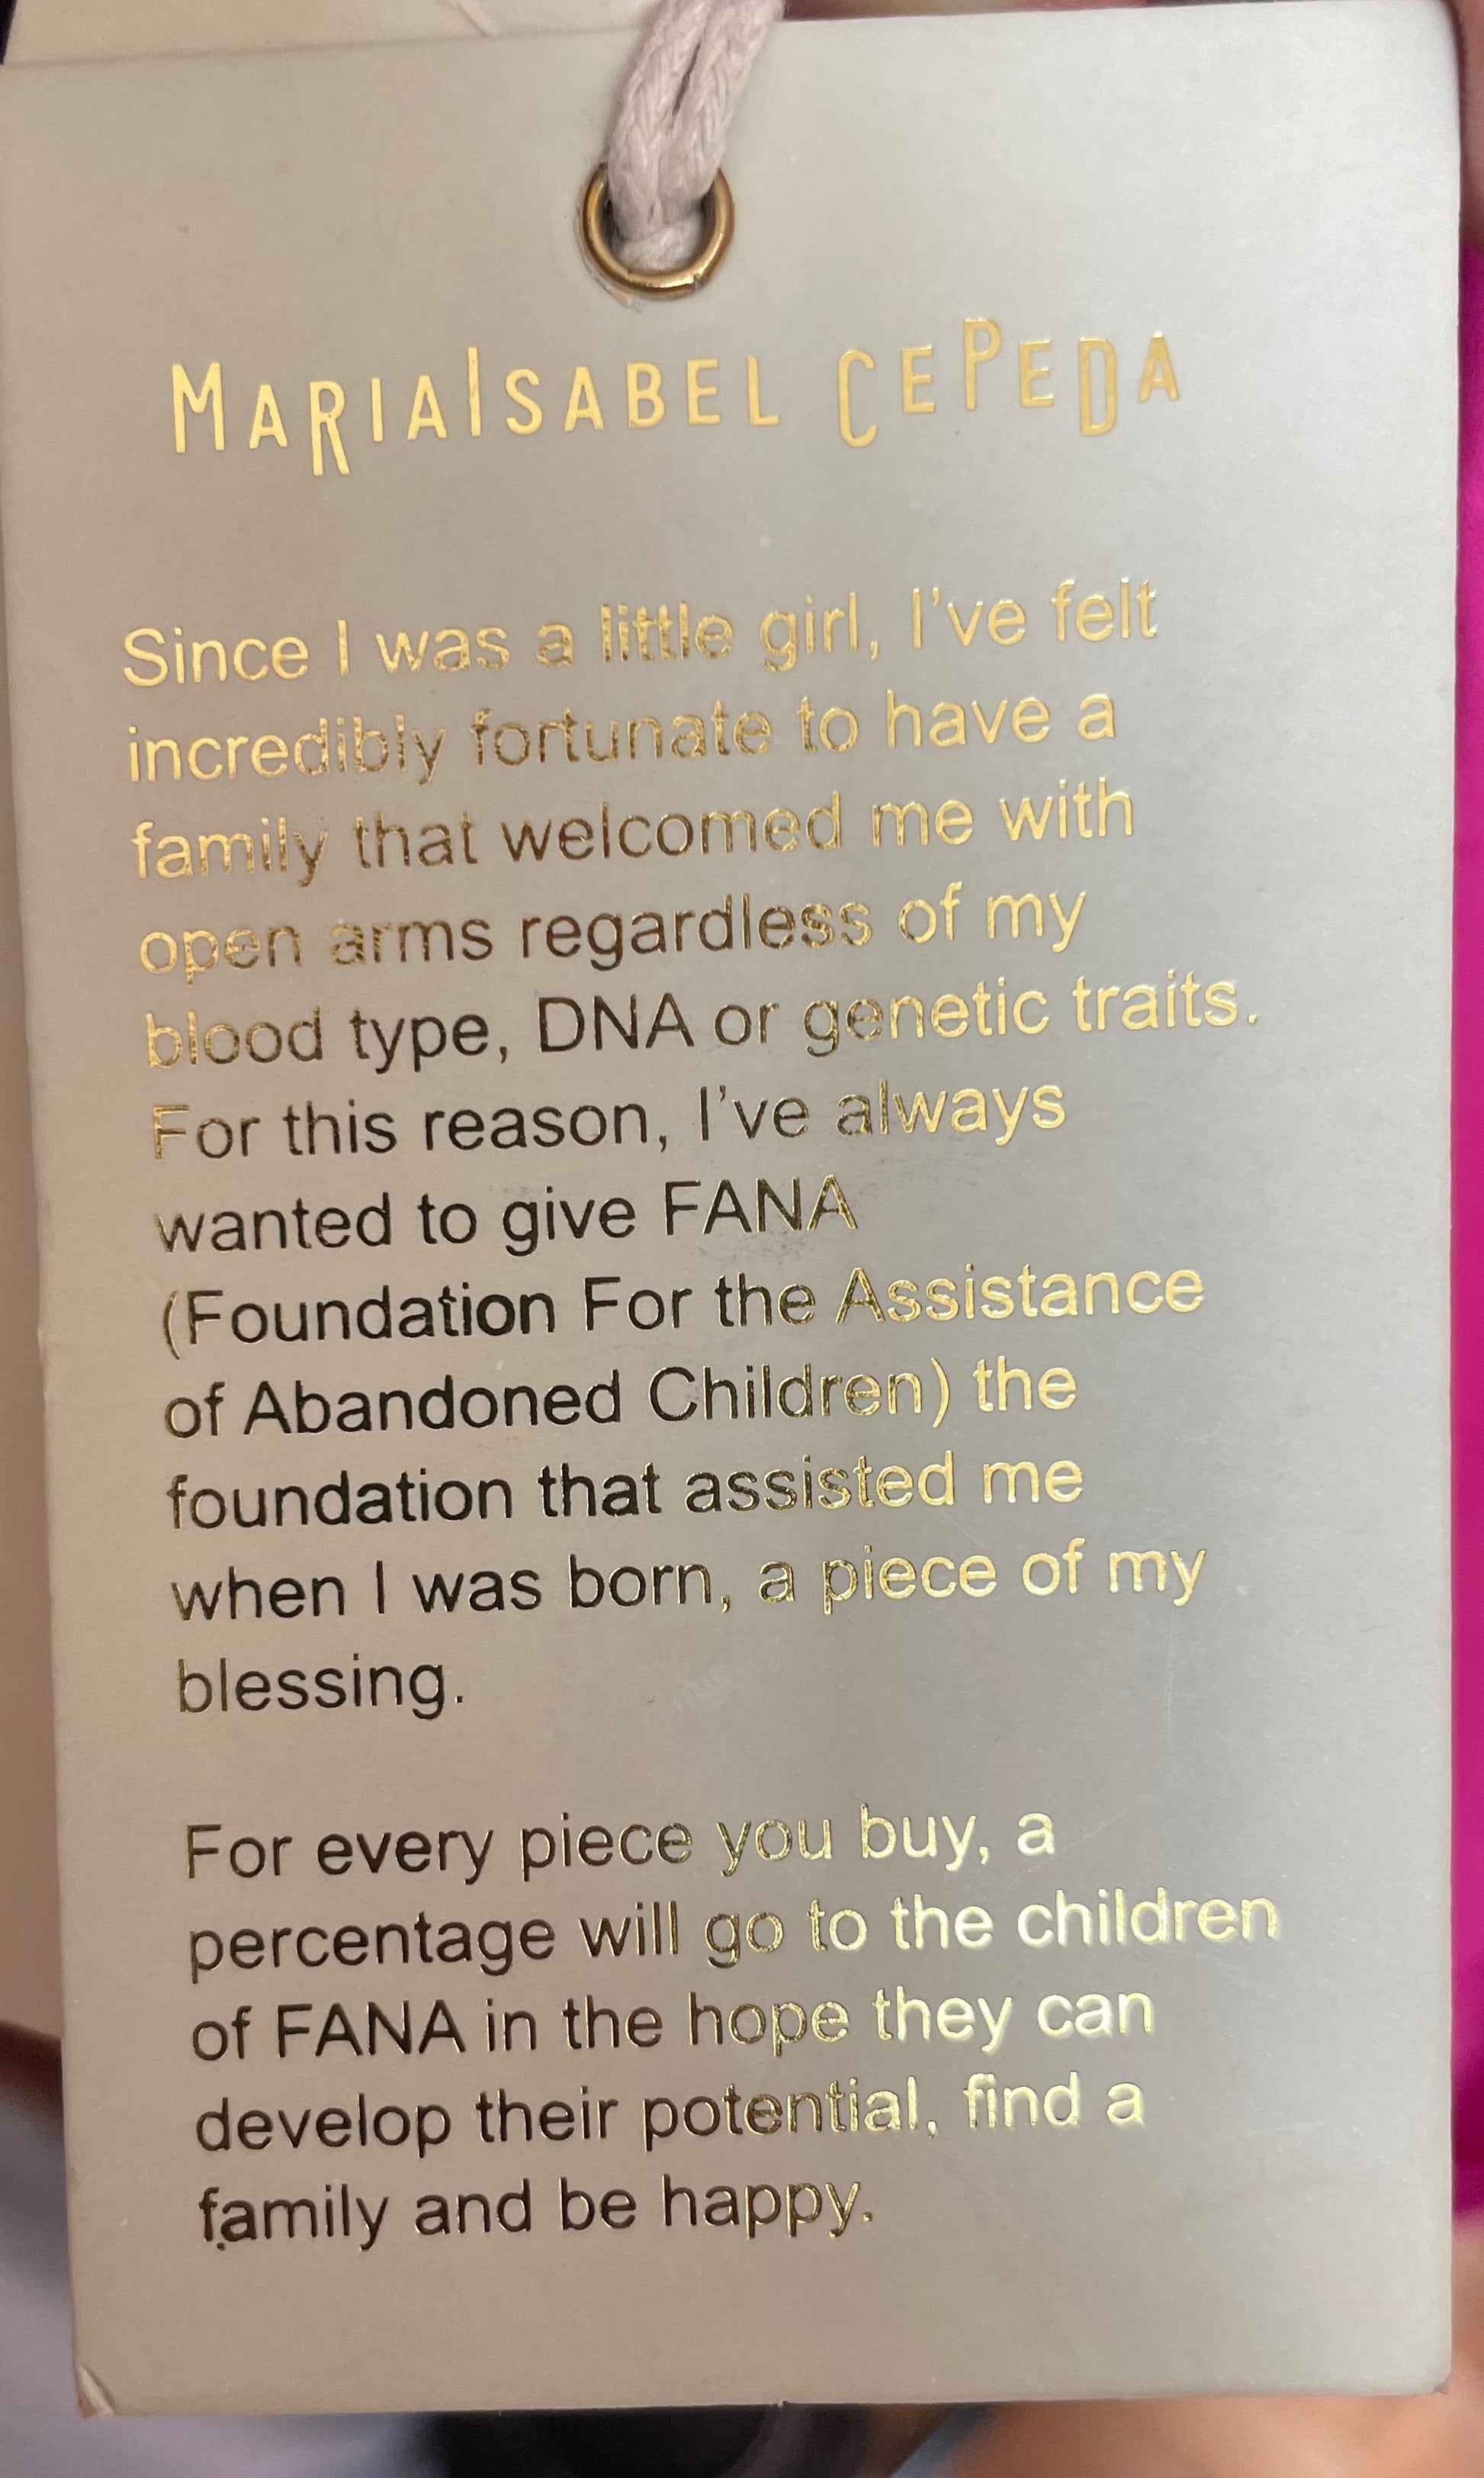 MARIAISABEL CEPEDA
Since I was a little girl, I've felt
incredibly fortunate to have a
family that welcomed me with
open arms regardless of my
blood type, DNA or genetic traits.
For this reason, I've always
wanted to give FANA
(Foundation For the Assistance
of Abandoned Children) the
foundation that assisted me
when I was born, a piece of my
blessing.
For every piece you buy, a
percentage will go to the children
of FANA in the hope they can
develop their potential, find a
family and be happy.